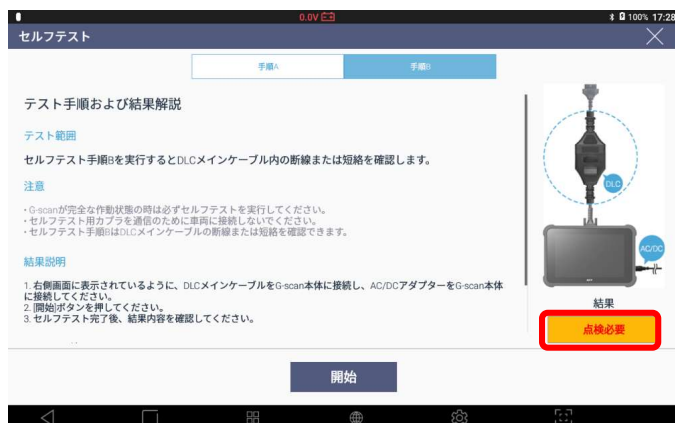 0.0V
100% 17:28
セルフテスト
手順A
手順B
テスト手順および結果解説
テスト範囲
セルフテスト手順Bを実行するとDLCメインケーブル内の断線または短絡を確認します。
注意
・G-scanが完全な作動状態の時は必ずセルフテストを実行してください。
・セルフテスト用カプラを通信のために車両に接続しないでください。
・セルフテスト手順BはDLCメインケーブルの断線または短絡を確認できます。
結果説明
1. 右側画面に表示されているように、DLCメインケーブルをG-scan本体に接続し、AC/DCアダプターをG-scan本体
に接続してください。
2. [開始]ボタンを押してください。
3. セルフテスト完了後、結果内容を確認してください。
DLC
AC/DC
結果
点検必要
開始